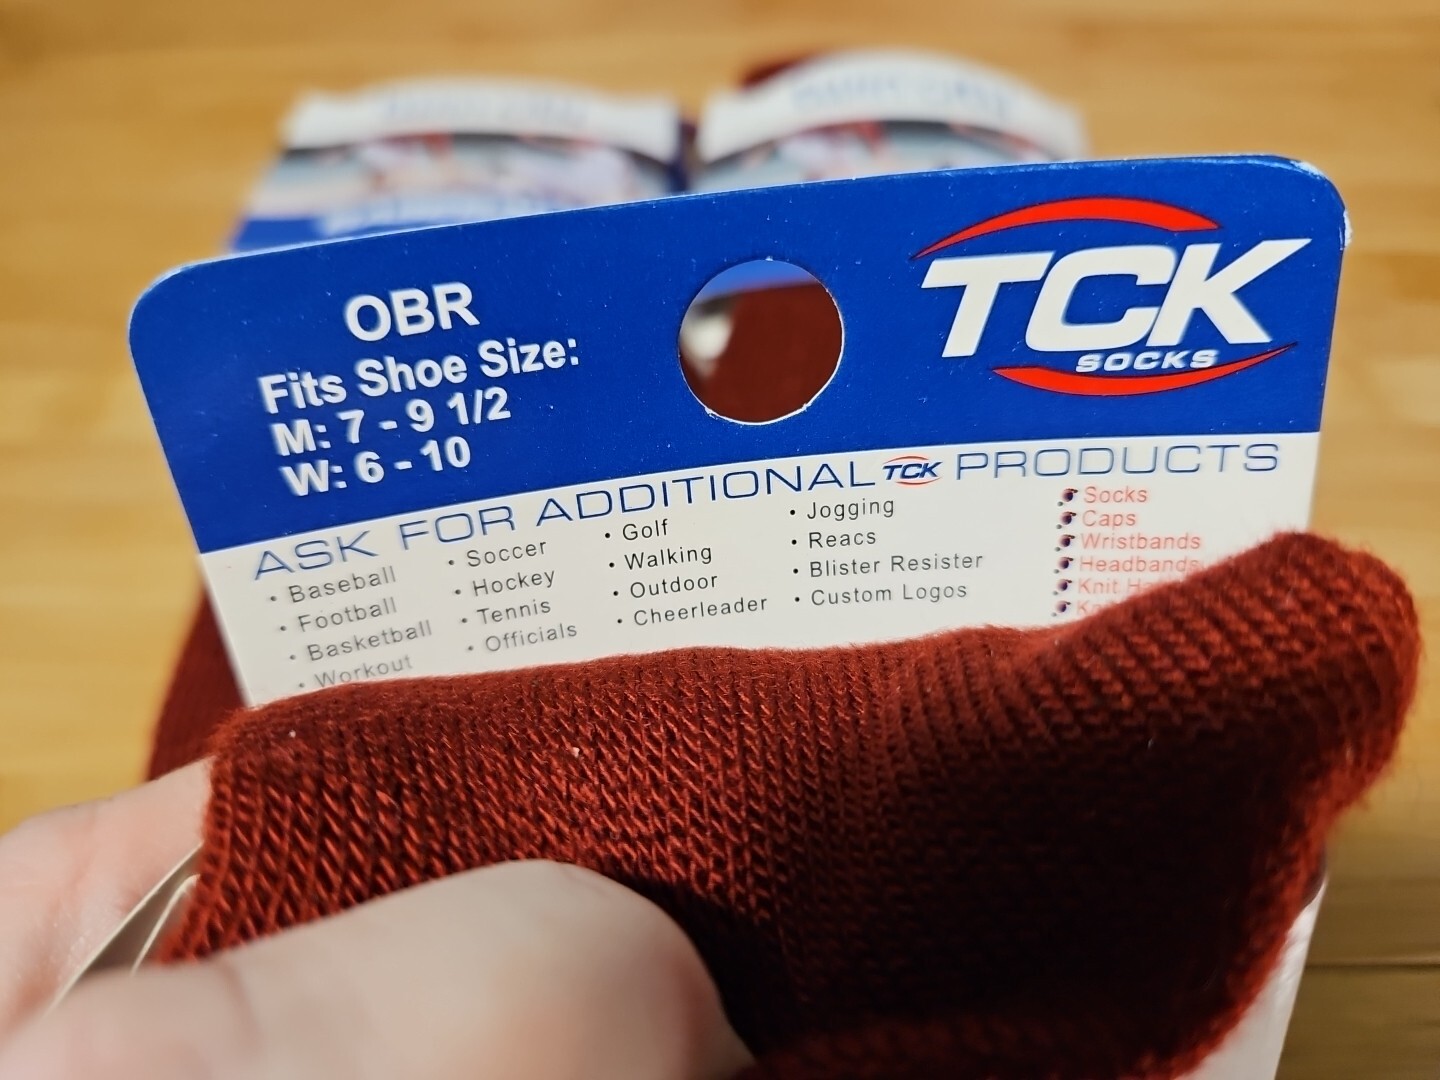 OBR
Fits Shoe Size:
M: 7 - 9 1/2
W: 6 - 10
TCK
SOCKS
ASK FOR ADDITIONAL TCK PRODUCTS
• Baseball
• Football
• Basketball
• Workout
• Soccer
• Hockey
• Tennis
• Officials
• Golf
• Walking
• Outdoor
• Cheerleader
• Jogging
• Reacs
• Blister Resister
• Custom Logos
Socks
Caps
Wristbands
Headbands
Knit